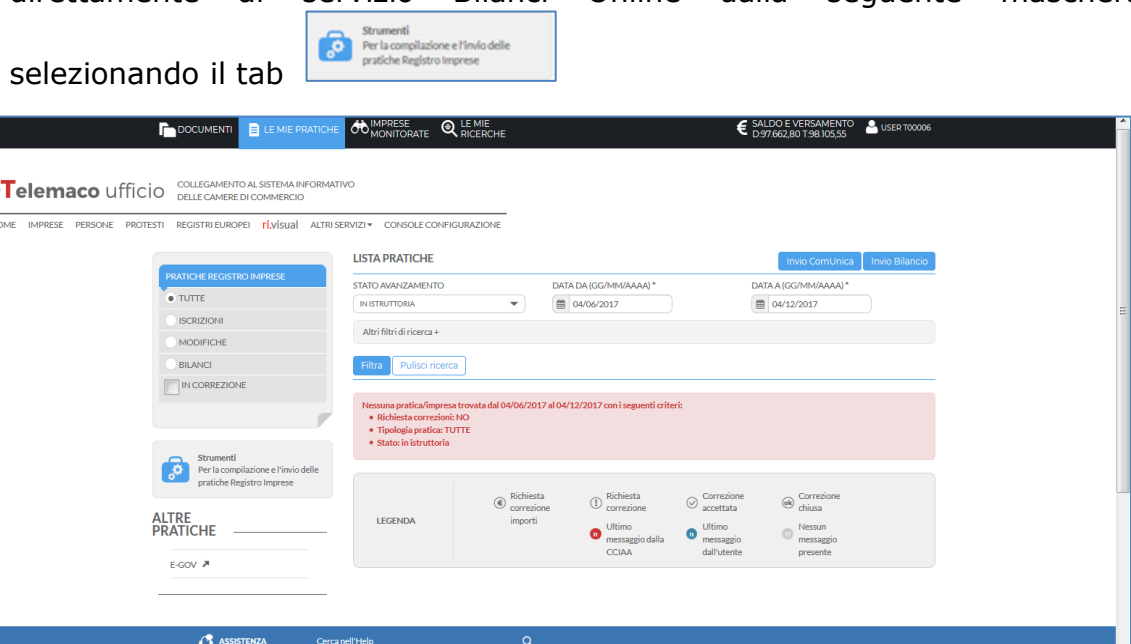 direttamente al servizio Bilanci Online dalla seguente maschera
selezionando il tab
Strumenti
Per la compilazione e l'invio delle
pratiche Registro Imprese
DOCUMENTI
LE MIE PRATICHE
IMPRESE
MONITORATE
LE MIE
RICERCHE
€ SALDO E VERSAMENTO
D:97.662,80 T:98.105,55
USER T00006
Telemaco ufficio
COLLEGAMENTO AL SISTEMA INFORMATIVO
DELLE CAMERE DI COMMERCIO
OME IMPRESE PERSONE PROTESTI REGISTRI EUROPEI ri.visual ALTRI SERVIZI CONSOLE CONFIGURAZIONE
PRATICHE REGISTRO IMPRESE
TUTTE
ISCRIZIONI
MODIFICHE
BILANCI
IN CORREZIONE
Strumenti
Per la compilazione e l'invio delle
pratiche Registro Imprese
ALTRE
PRATICHE
E-GOV
LISTA PRATICHE
Invio ComUnica
Invio Bilancio
STATO AVANZAMENTO
DATA DA (GG/MM/AAAA) *
DATA A (GG/MM/AAAA) *
IN ISTRUTTORIA
04/06/2017
04/12/2017
Altri filtri di ricerca +
Filtra
Pulisci ricerca
Nessuna pratica/impresa trovata dal 04/06/2017 al 04/12/2017 con i seguenti criteri:
• Richiesta correzioni: NO
• Tipologia pratica: TUTTE
• Stato: in istruttoria
LEGENDA
€ Richiesta
correzione
importi
! Richiesta
correzione
Correzione
accettata
ok Correzione
chiusa
n Ultimo
messaggio dalla
CCIAA
n Ultimo
messaggio
dall'utente
Nessun
messaggio
presente
ASSISTENZA
Cerca nell'Help